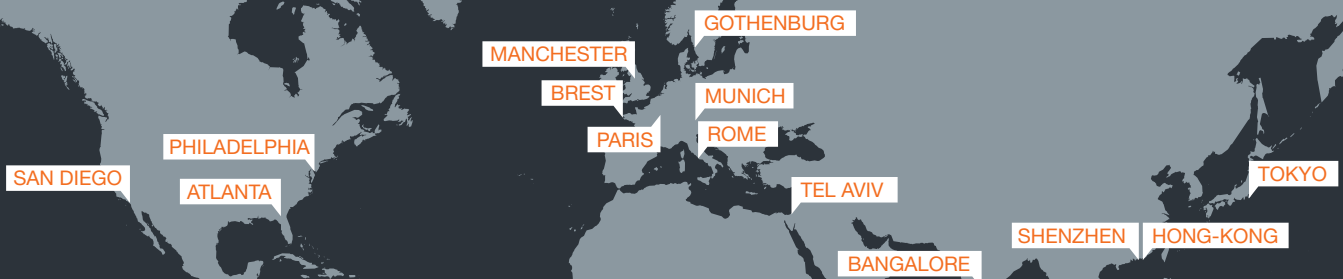 GOTHENBURG
MANCHESTER
BREST
MUNICH
PARIS
ROME
PHILADELPHIA
SAN DIEGO
ATLANTA
TEL AVIV
TOKYO
SHENZHEN
HONG-KONG
BANGALORE